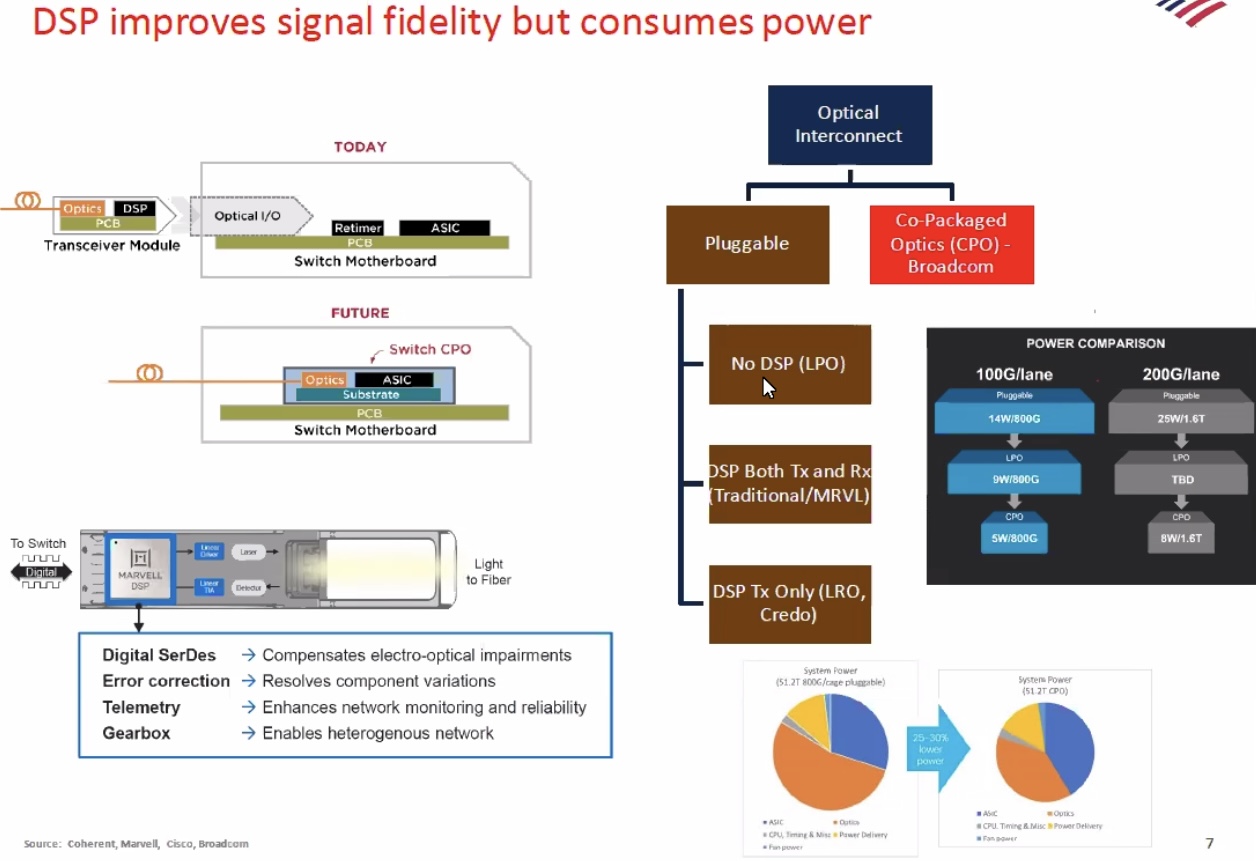 DSP improves signal fidelity but consumes power
TODAY
Optics
DSP
PCB
Transceiver Module
Optical I/O
Retimer
ASIC
PCB
Switch Motherboard
FUTURE
Switch CPO
Optics
ASIC
Substrate
PCB
Switch Motherboard
To Switch
Digital
MARVELL
DSP
Linear
Driver
Laser
Linear
TIA
Detector
Light
to Fiber
Digital SerDes → Compensates electro-optical impairments
Error correction → Resolves component variations
Telemetry → Enhances network monitoring and reliability
Gearbox → Enables heterogenous network
Optical
Interconnect
Pluggable
Co-Packaged
Optics (CPO) -
Broadcom
No DSP (LPO)
DSP Both Tx and Rx
(Traditional/MRVL)
DSP Tx Only (LRO,
Credo)
POWER COMPARISON
100G/lane
200G/lane
Pluggable
14W/800G
LPO
9W/800G
CPO
5W/800G
Pluggable
25W/1.6T
LPO
TBD
CPO
8W/1.6T
System Power
(51.2T 800G/cage pluggable)
ASIC
Optics
CPU, Timing & Misc
Power Delivery
Fan power
25-30%
lower
power
System Power
(51.2T CPO)
ASIC
Optics
CPU, Timing & Misc
Power Delivery
Fan power
Source: Coherent, Marvell, Cisco, Broadcom
7